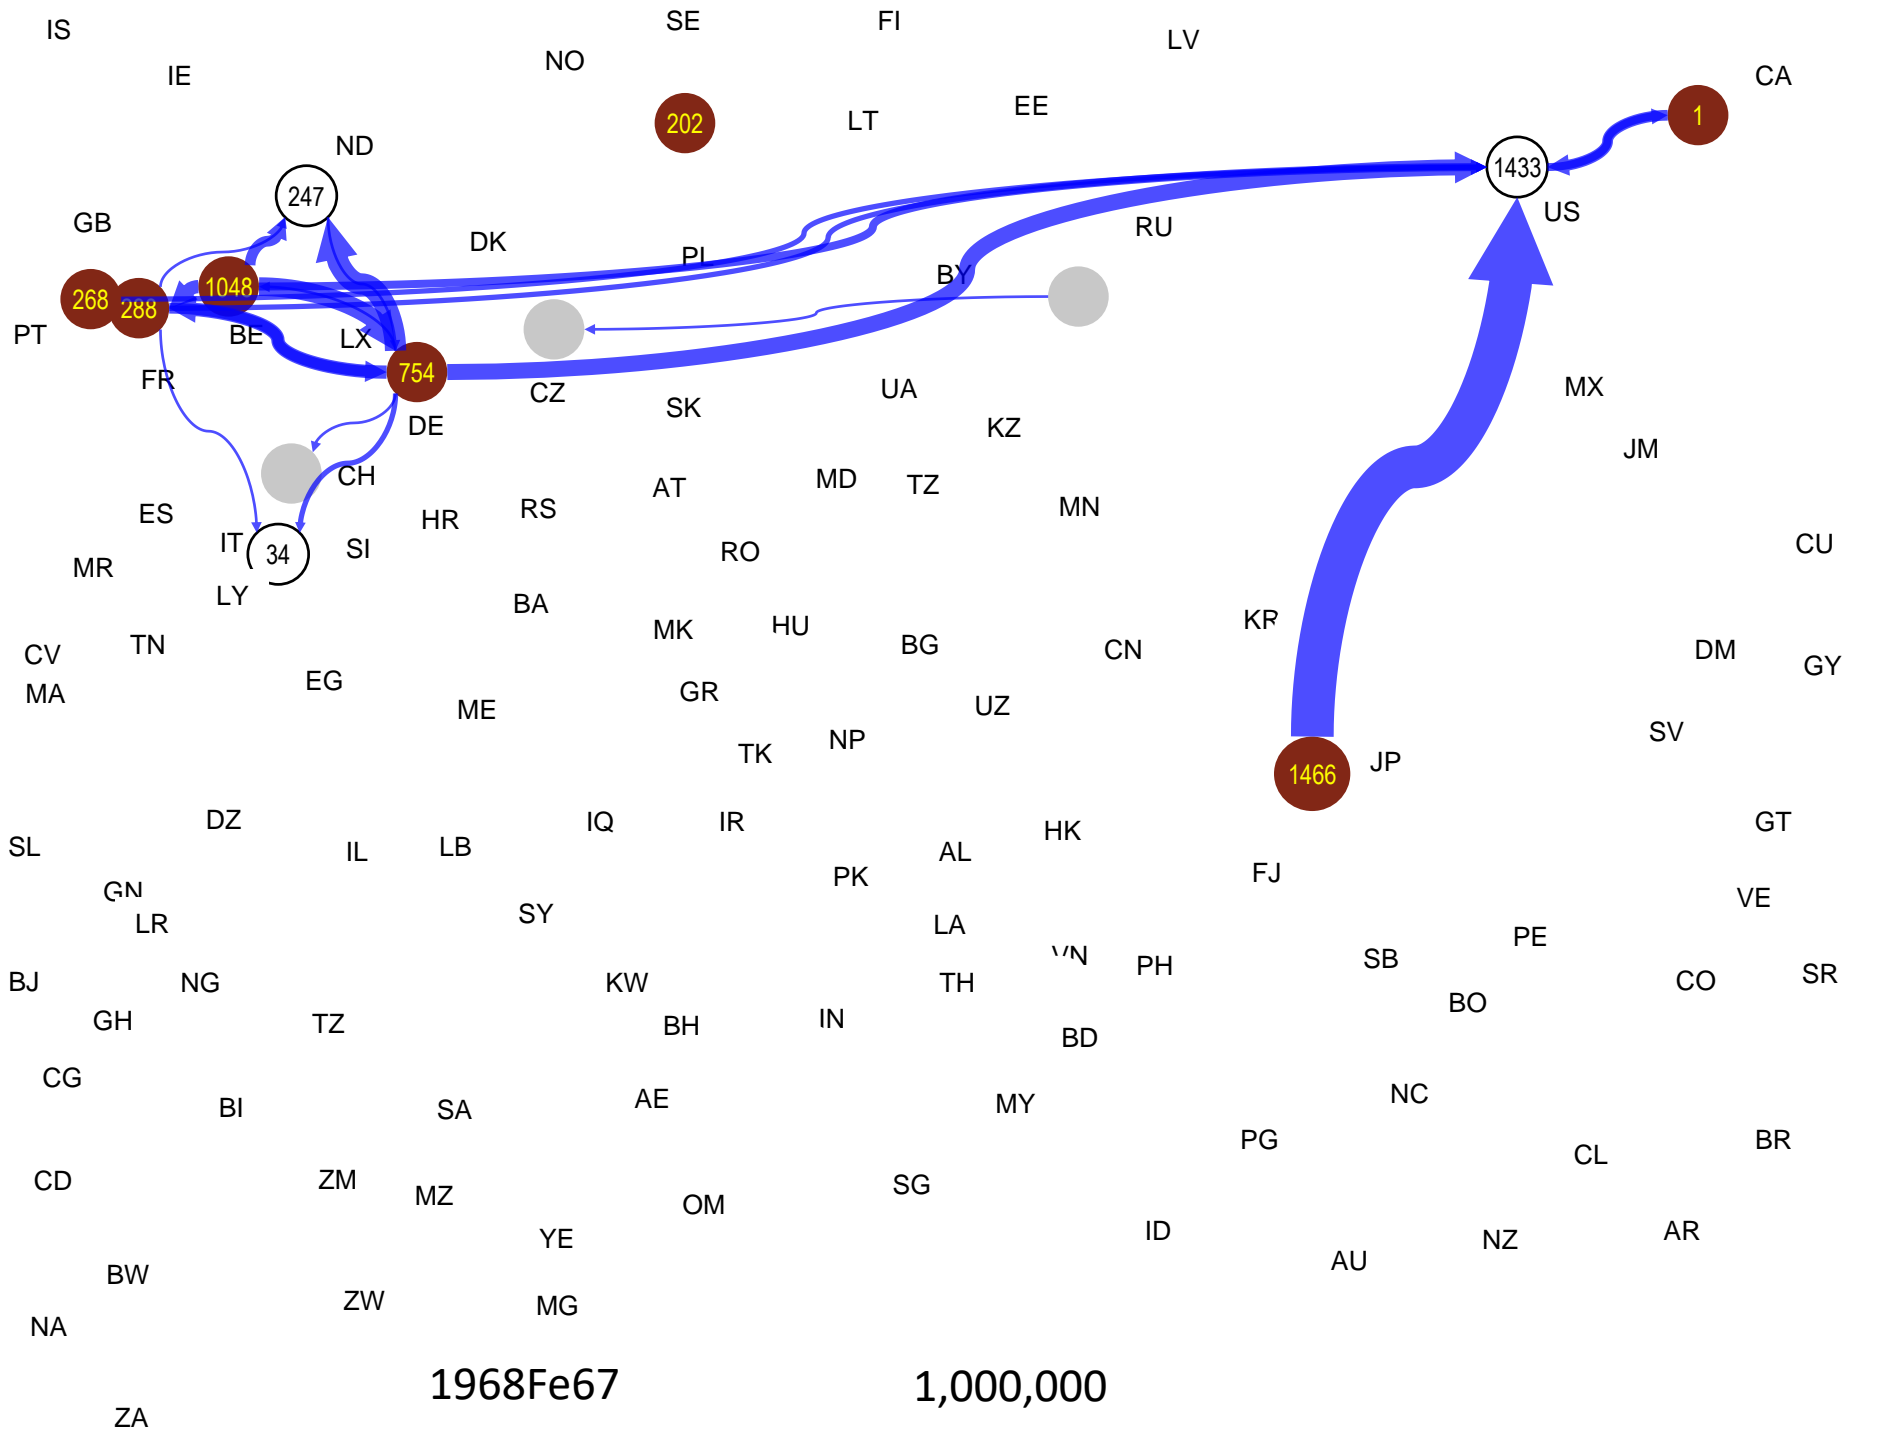 IS
SE
FI
LV
NO
IE
CA
EE
1
LT
202
ND
1433
247
US
GB
RU
DK
PL
BY
1048
268
288
PT
BE
LX
754
FR
CZ
UA
MX
SK
DE
KZ
JM
CH
MD
TZ
AT
MN
RS
ES
HR
IT
34
SI
RO
CU
MR
LY
BA
KR
HU
MK
TN
BG
CN
DM
CV
GY
EG
MA
GR
UZ
ME
SV
NP
TK
JP
1466
DZ
IQ
IR
GT
HK
SL
IL
LB
AL
FJ
PK
GN
VE
SY
LR
LA
PE
VN
SB
PH
SR
CO
BJ
NG
KW
TH
BO
IN
GH
TZ
BH
BD
CG
NC
AE
MY
BI
SA
PG
BR
CL
CD
ZM
SG
MZ
OM
ID
AR
YE
NZ
AU
BW
ZW
MG
NA
1968Fe67
1,000,000
ZA